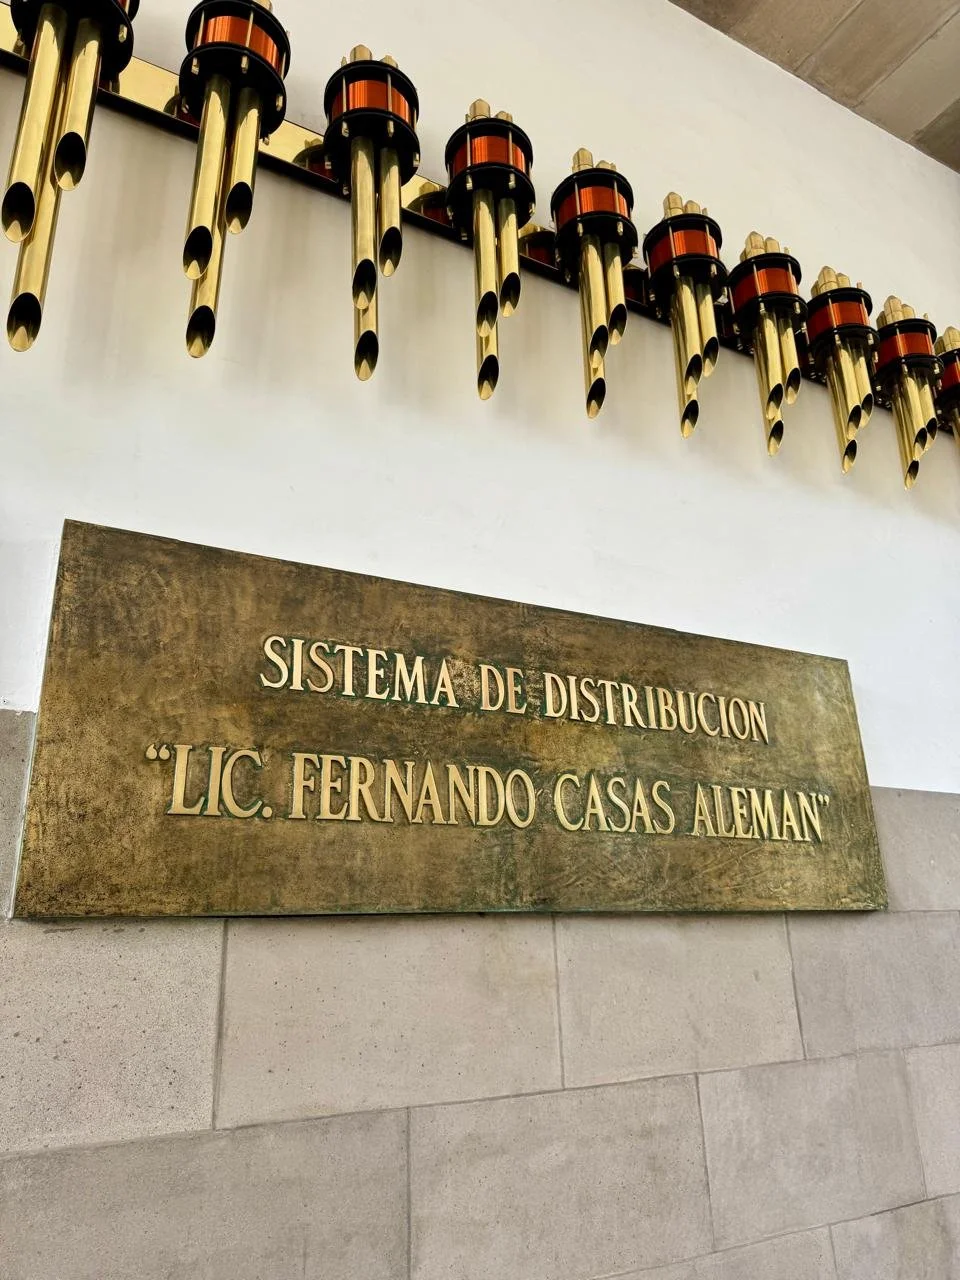 SISTEMA DE DISTRIBUCION
“LIC. FERNANDO CASAS ALEMAN”